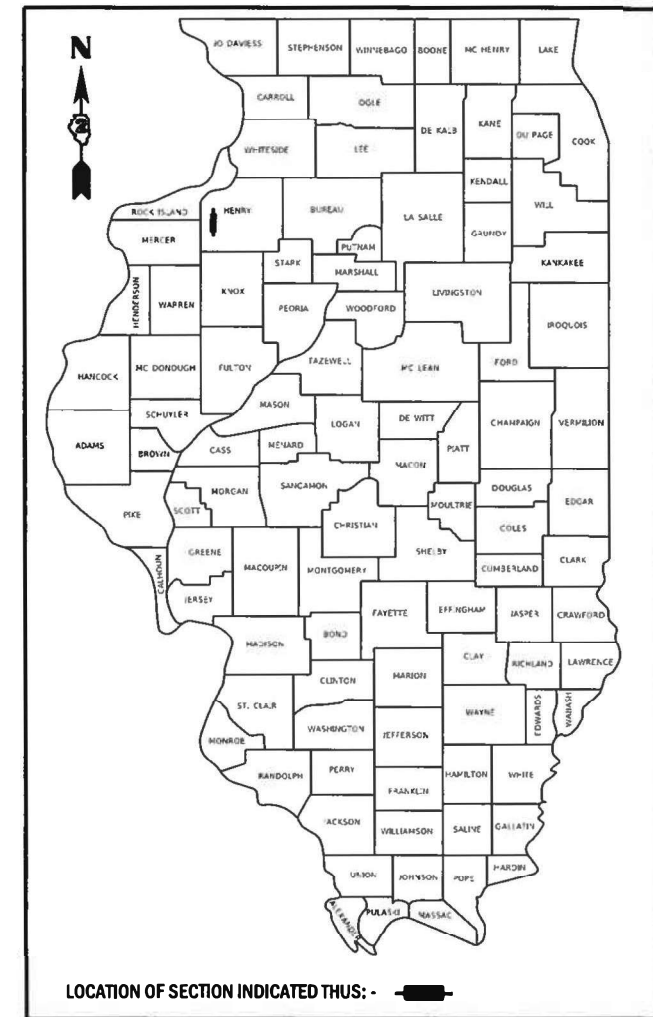 JO DAVIESS STEPHENSON WINNEBAGO BOONE MC HENRY LAKE
N
CARROLL OGLE
2
DE KALB KANE DU PAGE COOK
WHITESIDE LEE
KENDALL
ROCK ISLAND HENRY BUREAU LA SALLE WILL
GRUNDY
MERCER PUTNAM
STARK MARSHALL KANKAKEE
HENDERSON WARREN KNOX PEORIA WOODFORD LIVINGSTON
IROQUOIS
HANCOCK MC DONOUGH FULTON TAZEWELL MC LEAN FORD
MASON
SCHUYLER LOGAN DE WITT CHAMPAIGN VERMILION
ADAMS BROWN CASS MENARD PIATT
MACON
MORGAN SANGAMON DOUGLAS
PIKE SCOTT MOULTRIE EDGAR
CHRISTIAN COLES
GREENE SHELBY
CALHOUN MACOUPIN MONTGOMERY CUMBERLAND CLARK
JERSEY FAYETTE EFFINGHAM JASPER CRAWFORD
MADISON BOND
CLAY RICHLAND LAWRENCE
CLINTON MARION
ST. CLAIR WAYNE EDWARDS WABASH
WASHINGTON JEFFERSON
MONROE
RANDOLPH PERRY HAMILTON WHITE
FRANKLIN
JACKSON WILLIAMSON SALINE GALLATIN
UNION JOHNSON POPE HARDIN
ALEXANDER PULASKI MASSAC
LOCATION OF SECTION INDICATED THUS: -